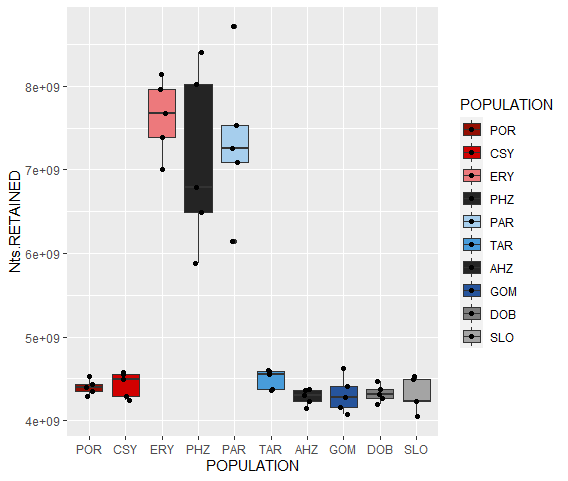 Nts.RETAINED
8e+09
7e+09
6e+09
5e+09
4e+09
POR CSY ERY PHZ PAR TAR AHZ GOM DOB SLO
POPULATION
POPULATION
POR
CSY
ERY
PHZ
PAR
TAR
AHZ
GOM
DOB
SLO